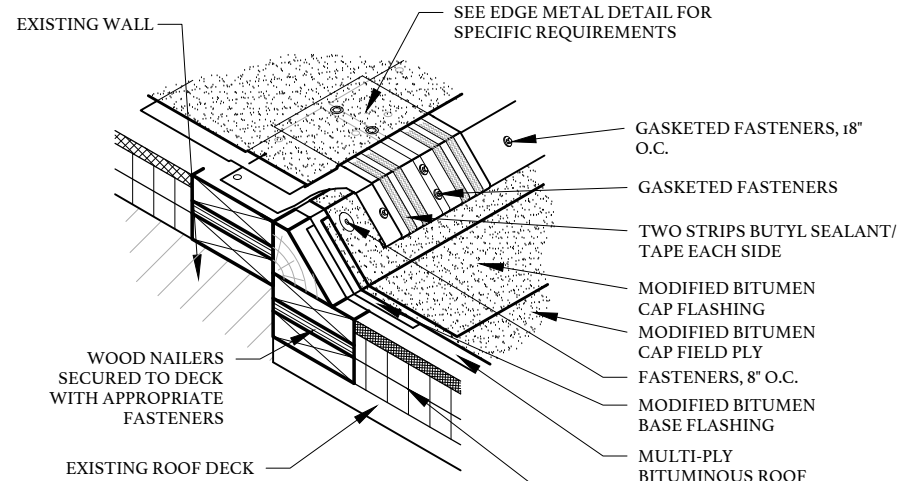 EXISTING WALL
SEE EDGE METAL DETAIL FOR
SPECIFIC REQUIREMENTS
GASKETED FASTENERS, 18"
O.C.
GASKETED FASTENERS
TWO STRIPS BUTYL SEALANT/
TAPE EACH SIDE
MODIFIED BITUMEN
CAP FLASHING
MODIFIED BITUMEN
CAP FIELD PLY
FASTENERS, 8" O.C.
MODIFIED BITUMEN
BASE FLASHING
MULTI-PLY
BITUMINOUS ROOF
WOOD NAILERS
SECURED TO DECK
WITH APPROPRIATE
FASTENERS
EXISTING ROOF DECK